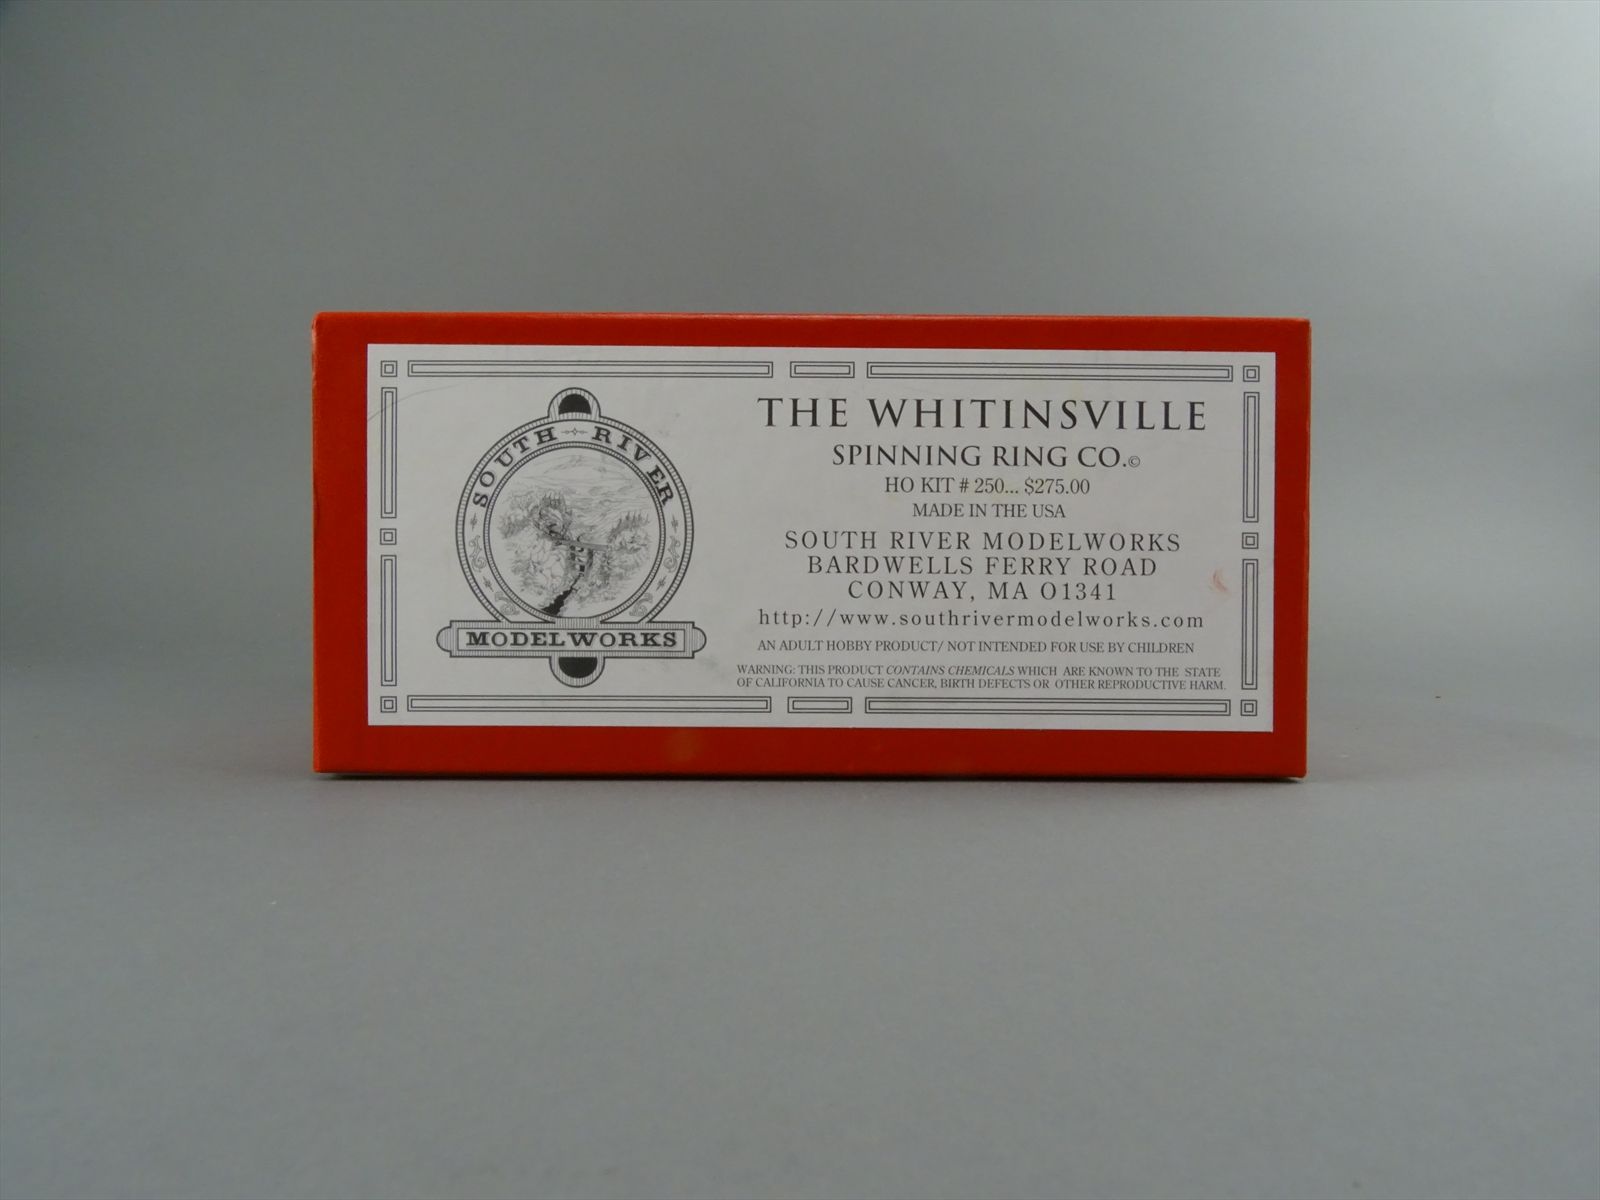 SOUTH RIVER
MODELWORKS
THE WHITINSVILLE
SPINNING RING CO.©
HO KIT # 250... $275.00
MADE IN THE USA
SOUTH RIVER MODELWORKS
BARDWELLS FERRY ROAD
CONWAY, MA 01341
http://www.southrivermodelworks.com
AN ADULT HOBBY PRODUCT/ NOT INTENDED FOR USE BY CHILDREN
WARNING: THIS PRODUCT CONTAINS CHEMICALS WHICH ARE KNOWN TO THE STATE
OF CALIFORNIA TO CAUSE CANCER, BIRTH DEFECTS OR OTHER REPRODUCTIVE HARM.